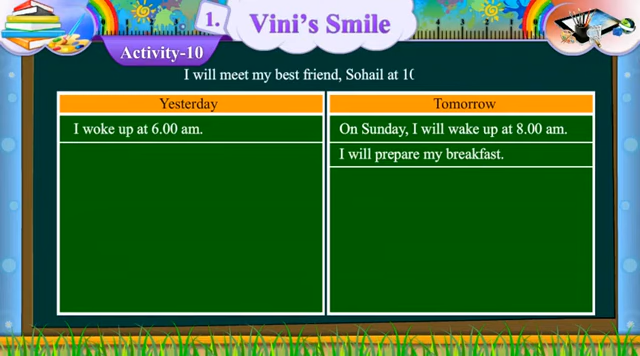 1.
Vini's Smile
Activity-10
I will meet my best friend, Sohail at 10
Yesterday
Tomorrow
I woke up at 6.00 am.
On Sunday, I will wake up at 8.00 am.
I will prepare my breakfast.